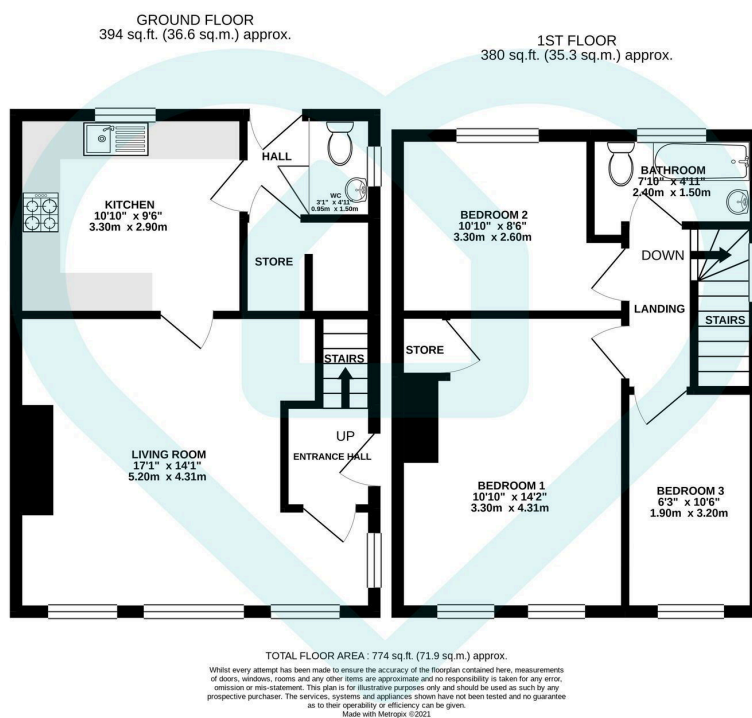 GROUND FLOOR
394 sq.ft. (36.6 sq.m.) approx.
HALL
WC
3'1" x 4'11"
0.95m x 1.50m
KITCHEN
10'10" x 9'6"
3.30m x 2.90m
STORE
STAIRS
UP
ENTRANCE HALL
LIVING ROOM
17'1" x 14'1"
5.20m x 4.31m
1ST FLOOR
380 sq.ft. (35.3 sq.m.) approx.
BATHROOM
7'10" x 4'11"
2.40m x 1.50m
BEDROOM 2
10'10" x 8'6"
3.30m x 2.60m
DOWN
LANDING
STAIRS
STORE
BEDROOM 1
10'10" x 14'2"
3.30m x 4.31m
BEDROOM 3
6'3" x 10'6"
1.90m x 3.20m
TOTAL FLOOR AREA : 774 sq.ft. (71.9 sq.m.) approx.
Whilst every attempt has been made to ensure the accuracy of the floorplan contained here, measurements
of doors, windows, rooms and any other items are approximate and no responsibility is taken for any error,
omission or mis-statement. This plan is for illustrative purposes only and should be used as such by any
prospective purchaser. The services, systems and appliances shown have not been tested and no guarantee
as to their operability or efficiency can be given.
Made with Metropix ©2021